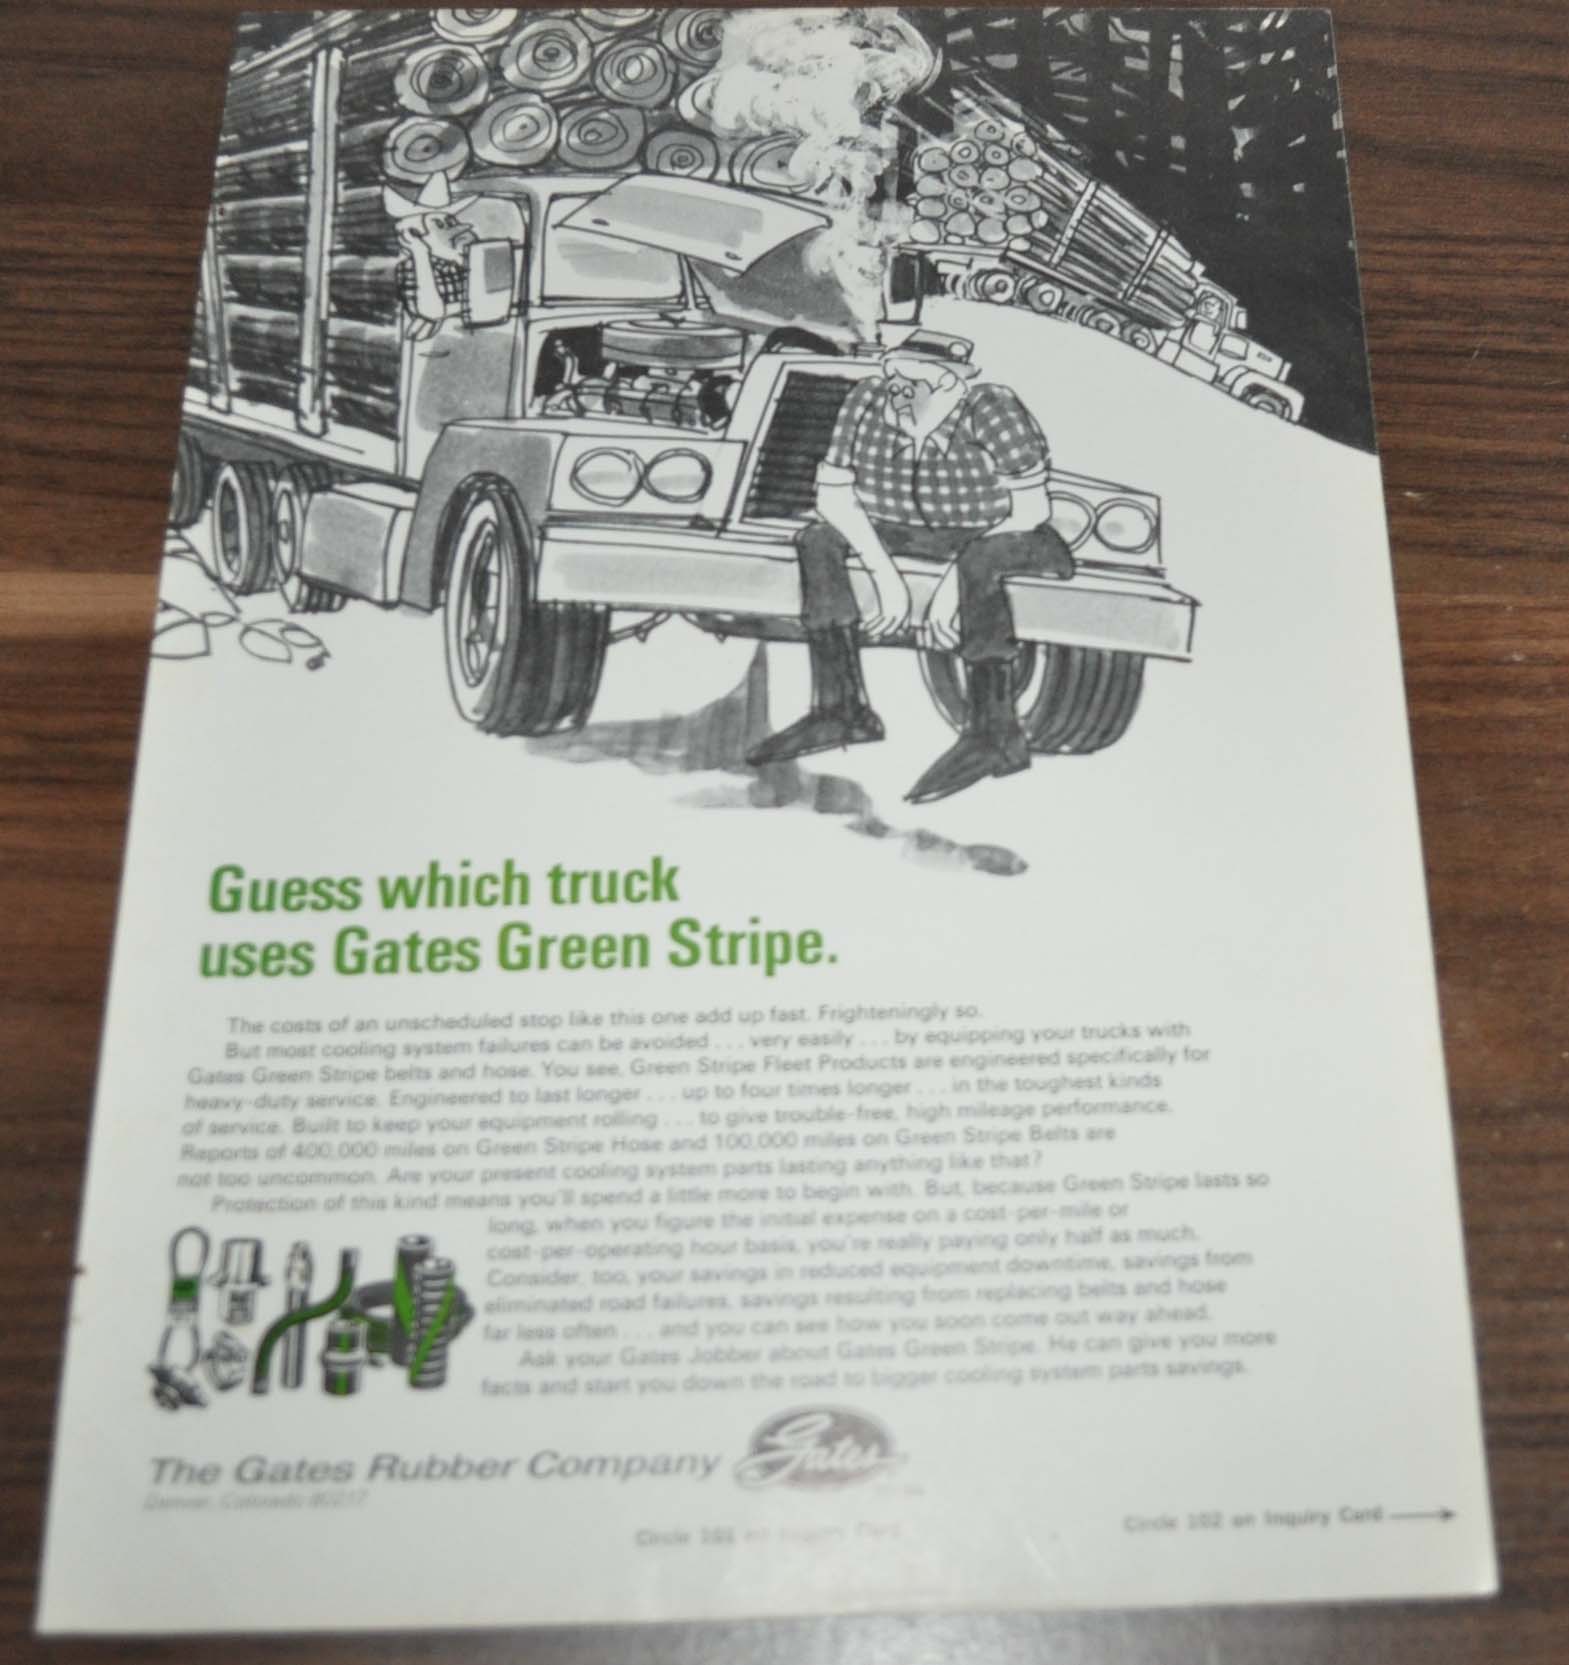 Guess which truck
uses Gates Green Stripe.
The costs of an unscheduled stop like this one add up fast. Frighteningly so.
But most cooling system failures can be avoided . . . very easily . . . by equipping your trucks with
Gates Green Stripe belts and hose. You see, Green Stripe Fleet Products are engineered specifically for
heavy-duty service. Engineered to last longer . . . up to four times longer . . . in the toughest kinds
of service. Built to keep your equipment rolling . . . to give trouble-free, high mileage performance.
Reports of 400,000 miles on Green Stripe Hose and 100,000 miles on Green Stripe Belts are
not too uncommon. Are your present cooling system parts lasting anything like that?
Protection of this kind means you'll spend a little more to begin with. But, because Green Stripe lasts so
long, when you figure the initial expense on a cost-per-mile or
cost-per-operating hour basis, you're really paying only half as much.
Consider, too, your savings in reduced equipment downtime, savings from
eliminated road failures, savings resulting from replacing belts and hose
far less often . . . and you can see how you soon come out way ahead.
Ask your Gates Jobber about Gates Green Stripe. He can give you more
facts and start you down the road to bigger cooling system parts savings.
The Gates Rubber Company Gates
Denver, Colorado 80217
Circle 101 on Inquiry Card
Circle 102 on Inquiry Card